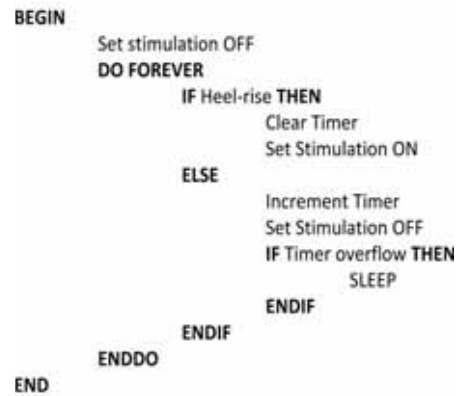 BEGIN
Set stimulation OFF
DO FOREVER
IF Heel-rise THEN
Clear Timer
Set Stimulation ON
ELSE
Increment Timer
Set Stimulation OFF
IF Timer overflow THEN
SLEEP
ENDIF
ENDIF
ENDDO
END